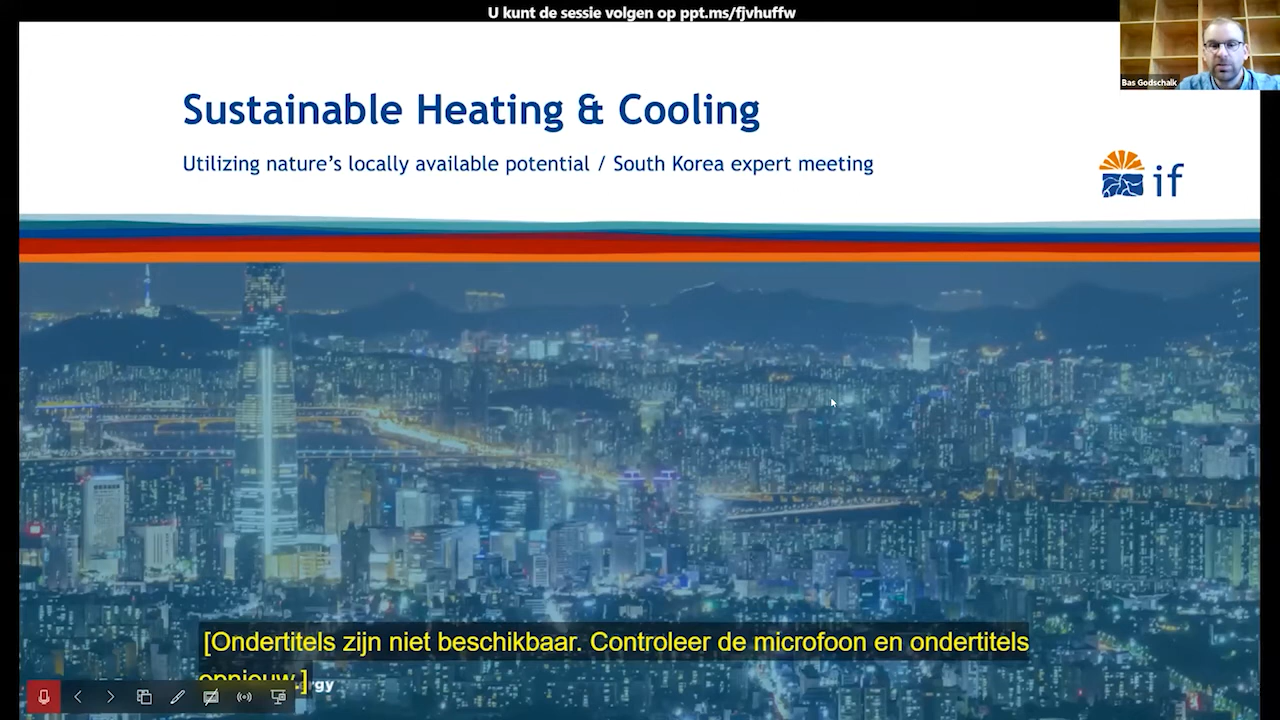 U kunt de sessie volgen op ppt.ms/fjvhuffw
Bas Godschalk
Sustainable Heating & Cooling
Utilizing nature's locally available potential / South Korea expert meeting
if
[Ondertitels zijn niet beschikbaar. Controleer de microfoon en ondertitels
opnieuw.]